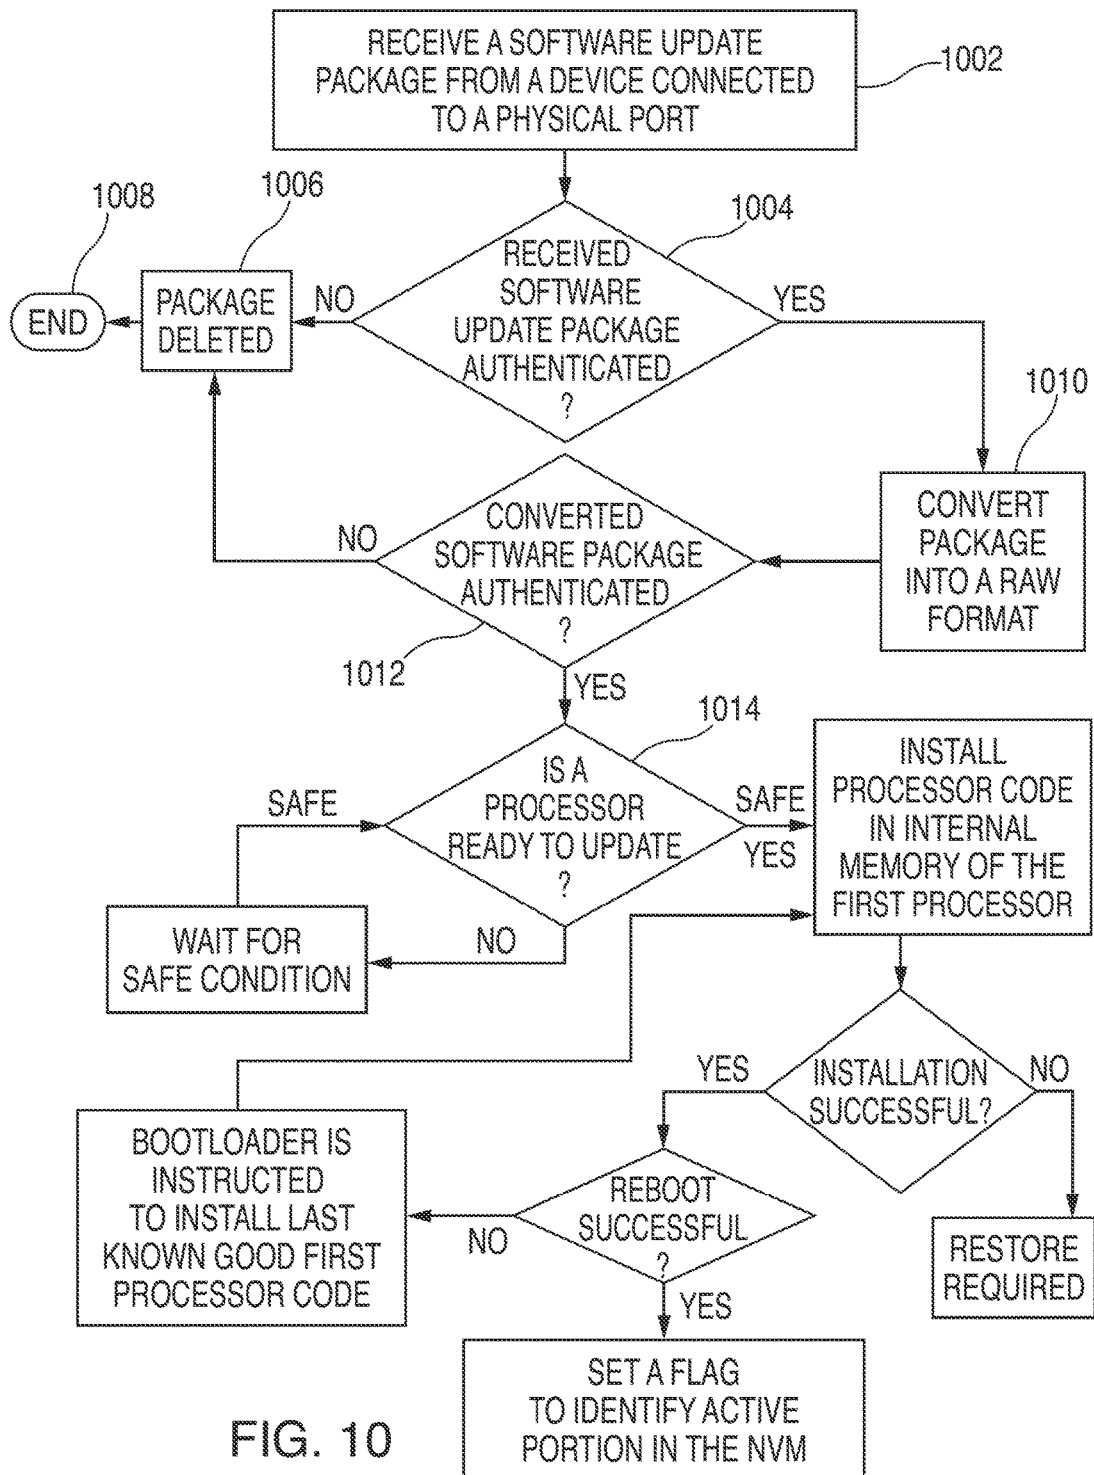 RECEIVE A SOFTWARE UPDATE
PACKAGE FROM A DEVICE CONNECTED
TO A PHYSICAL PORT
1002
1008
1006
1004
END
PACKAGE
DELETED
NO
RECEIVED
SOFTWARE
UPDATE PACKAGE
AUTHENTICATED
?
YES
1010
CONVERT
PACKAGE
INTO A RAW
FORMAT
NO
CONVERTED
SOFTWARE PACKAGE
AUTHENTICATED
?
1012
YES
1014
IS A
PROCESSOR
READY TO UPDATE
?
SAFE
SAFE
YES
INSTALL
PROCESSOR CODE
IN INTERNAL
MEMORY OF THE
FIRST PROCESSOR
WAIT FOR
SAFE CONDITION
NO
YES
INSTALLATION
SUCCESSFUL?
NO
BOOTLOADER IS
INSTRUCTED
TO INSTALL LAST
KNOWN GOOD FIRST
PROCESSOR CODE
NO
REBOOT
SUCCESSFUL
?
RESTORE
REQUIRED
YES
SET A FLAG
TO IDENTIFY ACTIVE
PORTION IN THE NVM
FIG. 10